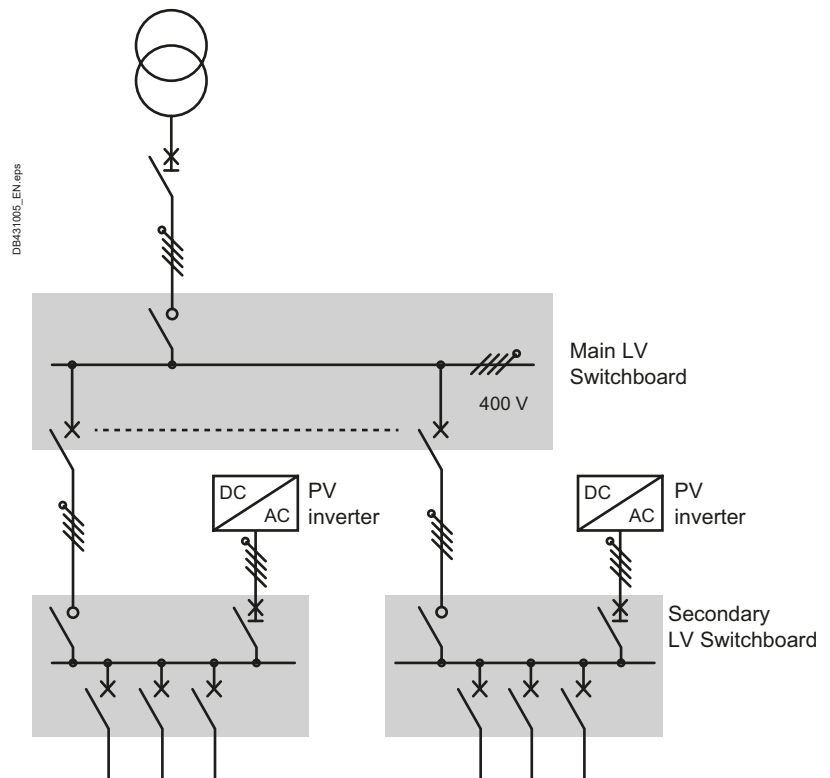 DB431005_EN.eps
Main LV
Switchboard
400 V
DC
AC
PV
inverter
DC
AC
PV
inverter
Secondary
LV Switchboard